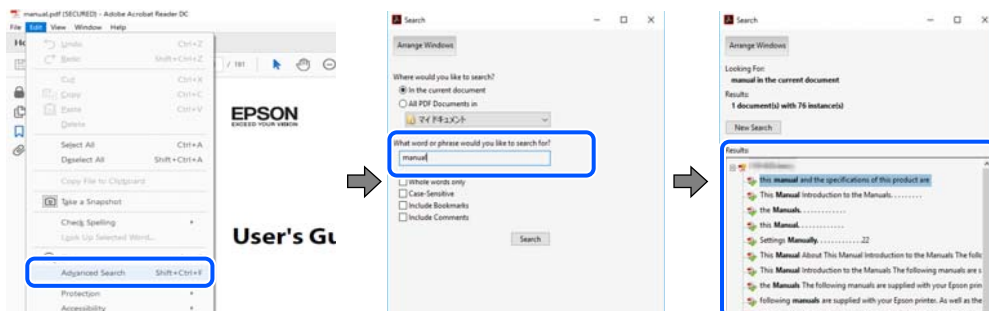 manual.pdf (SECURED) - Adobe Acrobat Reader DC
File Edit View Window Help
Undo Ctrl+Z
Redo Shift+Ctrl+Z
Cut Ctrl+X
Copy Ctrl+C
Paste Ctrl+V
Delete
Select All Ctrl+A
Deselect All Shift+Ctrl+A
Copy File to Clipboard
Take a Snapshot
Check Spelling
Look Up Selected Word...
Advanced Search Shift+Ctrl+F
Protection
Accessibility
/ 191
EPSON
EXCEED YOUR VISION
User's Gu
Search
Arrange Windows
Where would you like to search?
In the current document
All PDF Documents in
マイ ドキュメント
What word or phrase would you like to search for?
manual
Whole words only
Case-Sensitive
Include Bookmarks
Include Comments
Search
Search
Arrange Windows
Looking For:
manual in the current document
Results:
1 document(s) with 76 instance(s)
New Search
Results
this manual and the specifications of this product are
This Manual Introduction to the Manuals. . . . . . . . .
the Manuals. . . . . . . . . . . . .
this Manual. . . . . . . . . . . . .
Settings Manually. . . . . . . . . . . . .22
This Manual About This Manual Introduction to the Manuals The follo
This Manual Introduction to the Manuals The following manuals are s
the Manuals The following manuals are supplied with your Epson prin
following manuals are supplied with your Epson printer. As well as the